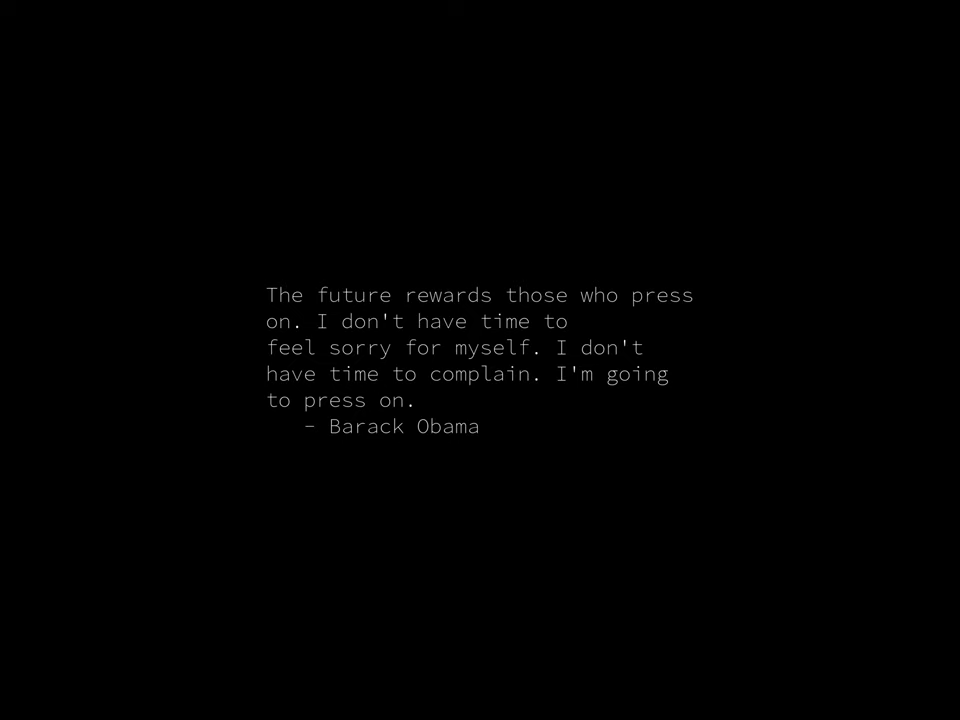 The future rewards those who press
on. I don't have time to
feel sorry for myself. I don't
have time to complain. I'm going
to press on.
- Barack Obama